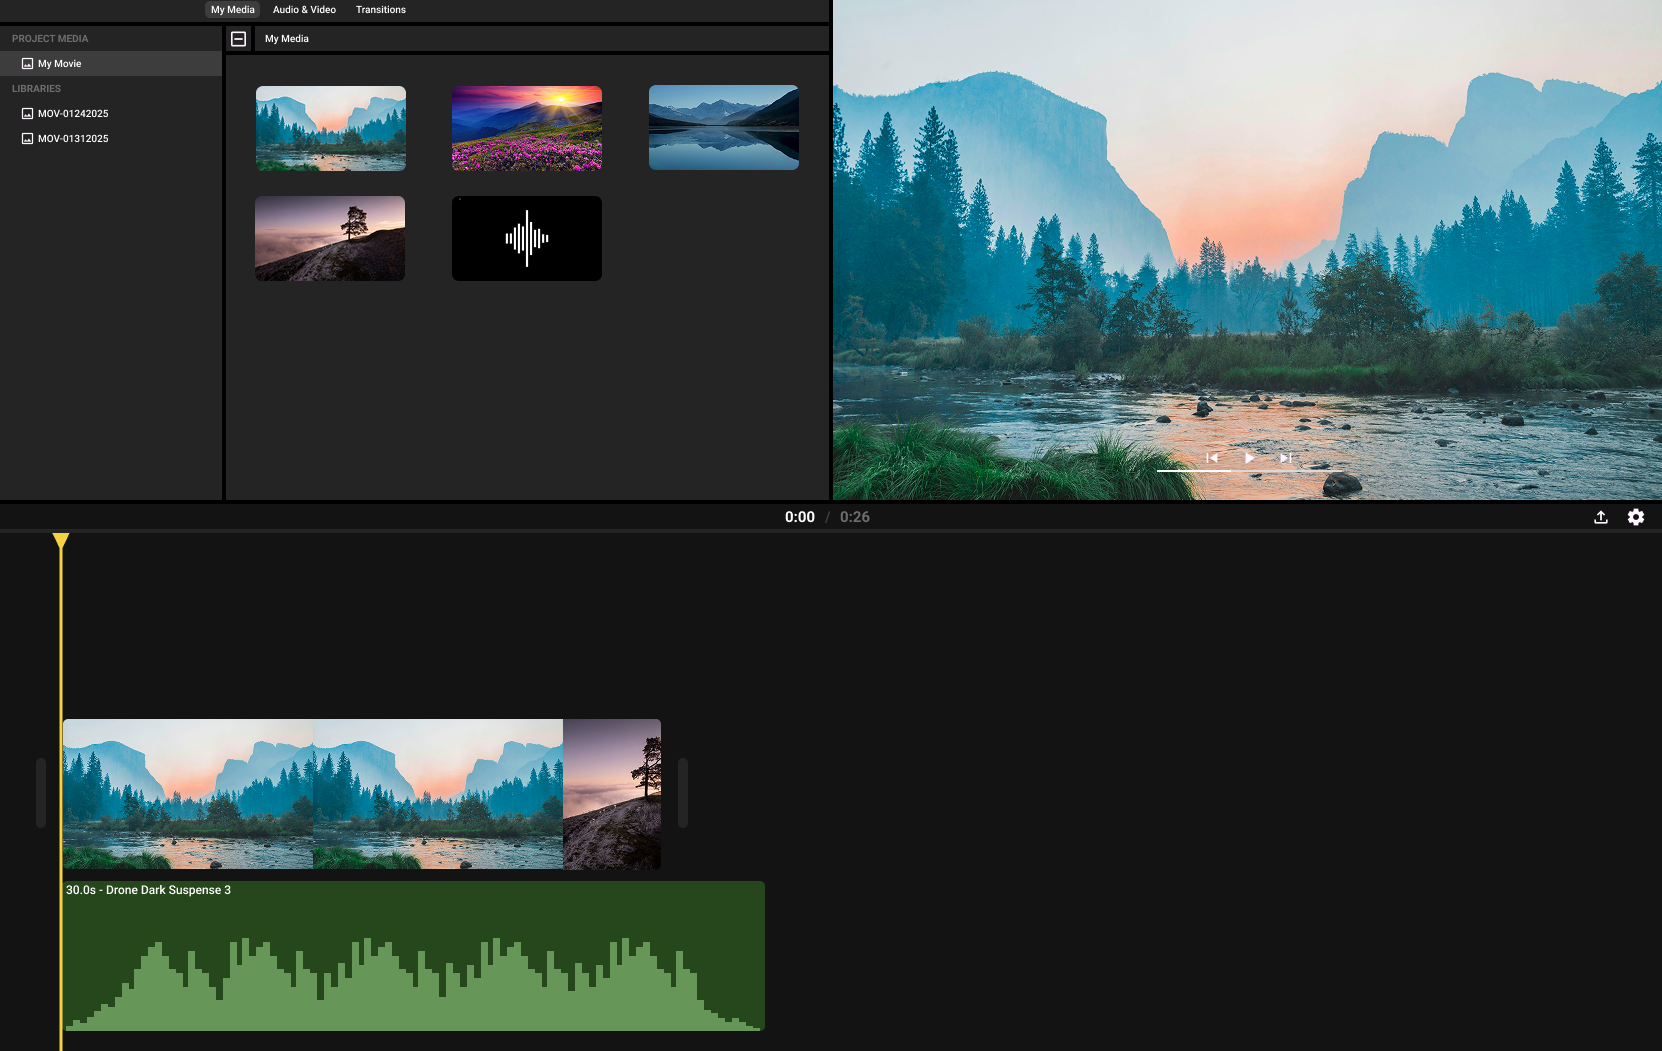 My Media
Audio & Video
Transitions
PROJECT MEDIA
My Movie
LIBRARIES
MOV-01242025
MOV-01312025
My Media
0:00 / 0:26
30.0s - Drone Dark Suspense 3